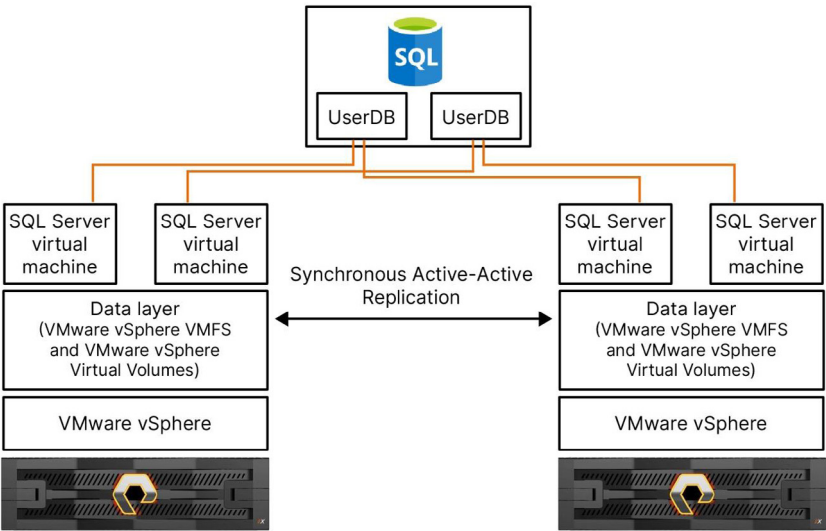 SQL
UserDB
UserDB
SQL Server
virtual
machine
SQL Server
virtual
machine
SQL Server
virtual
machine
SQL Server
virtual
machine
Synchronous Active-Active
Replication
Data layer
(VMware vSphere VMFS
and VMware vSphere
Virtual Volumes)
Data layer
(VMware vSphere VMFS
and VMware vSphere
Virtual Volumes)
VMware vSphere
VMware vSphere